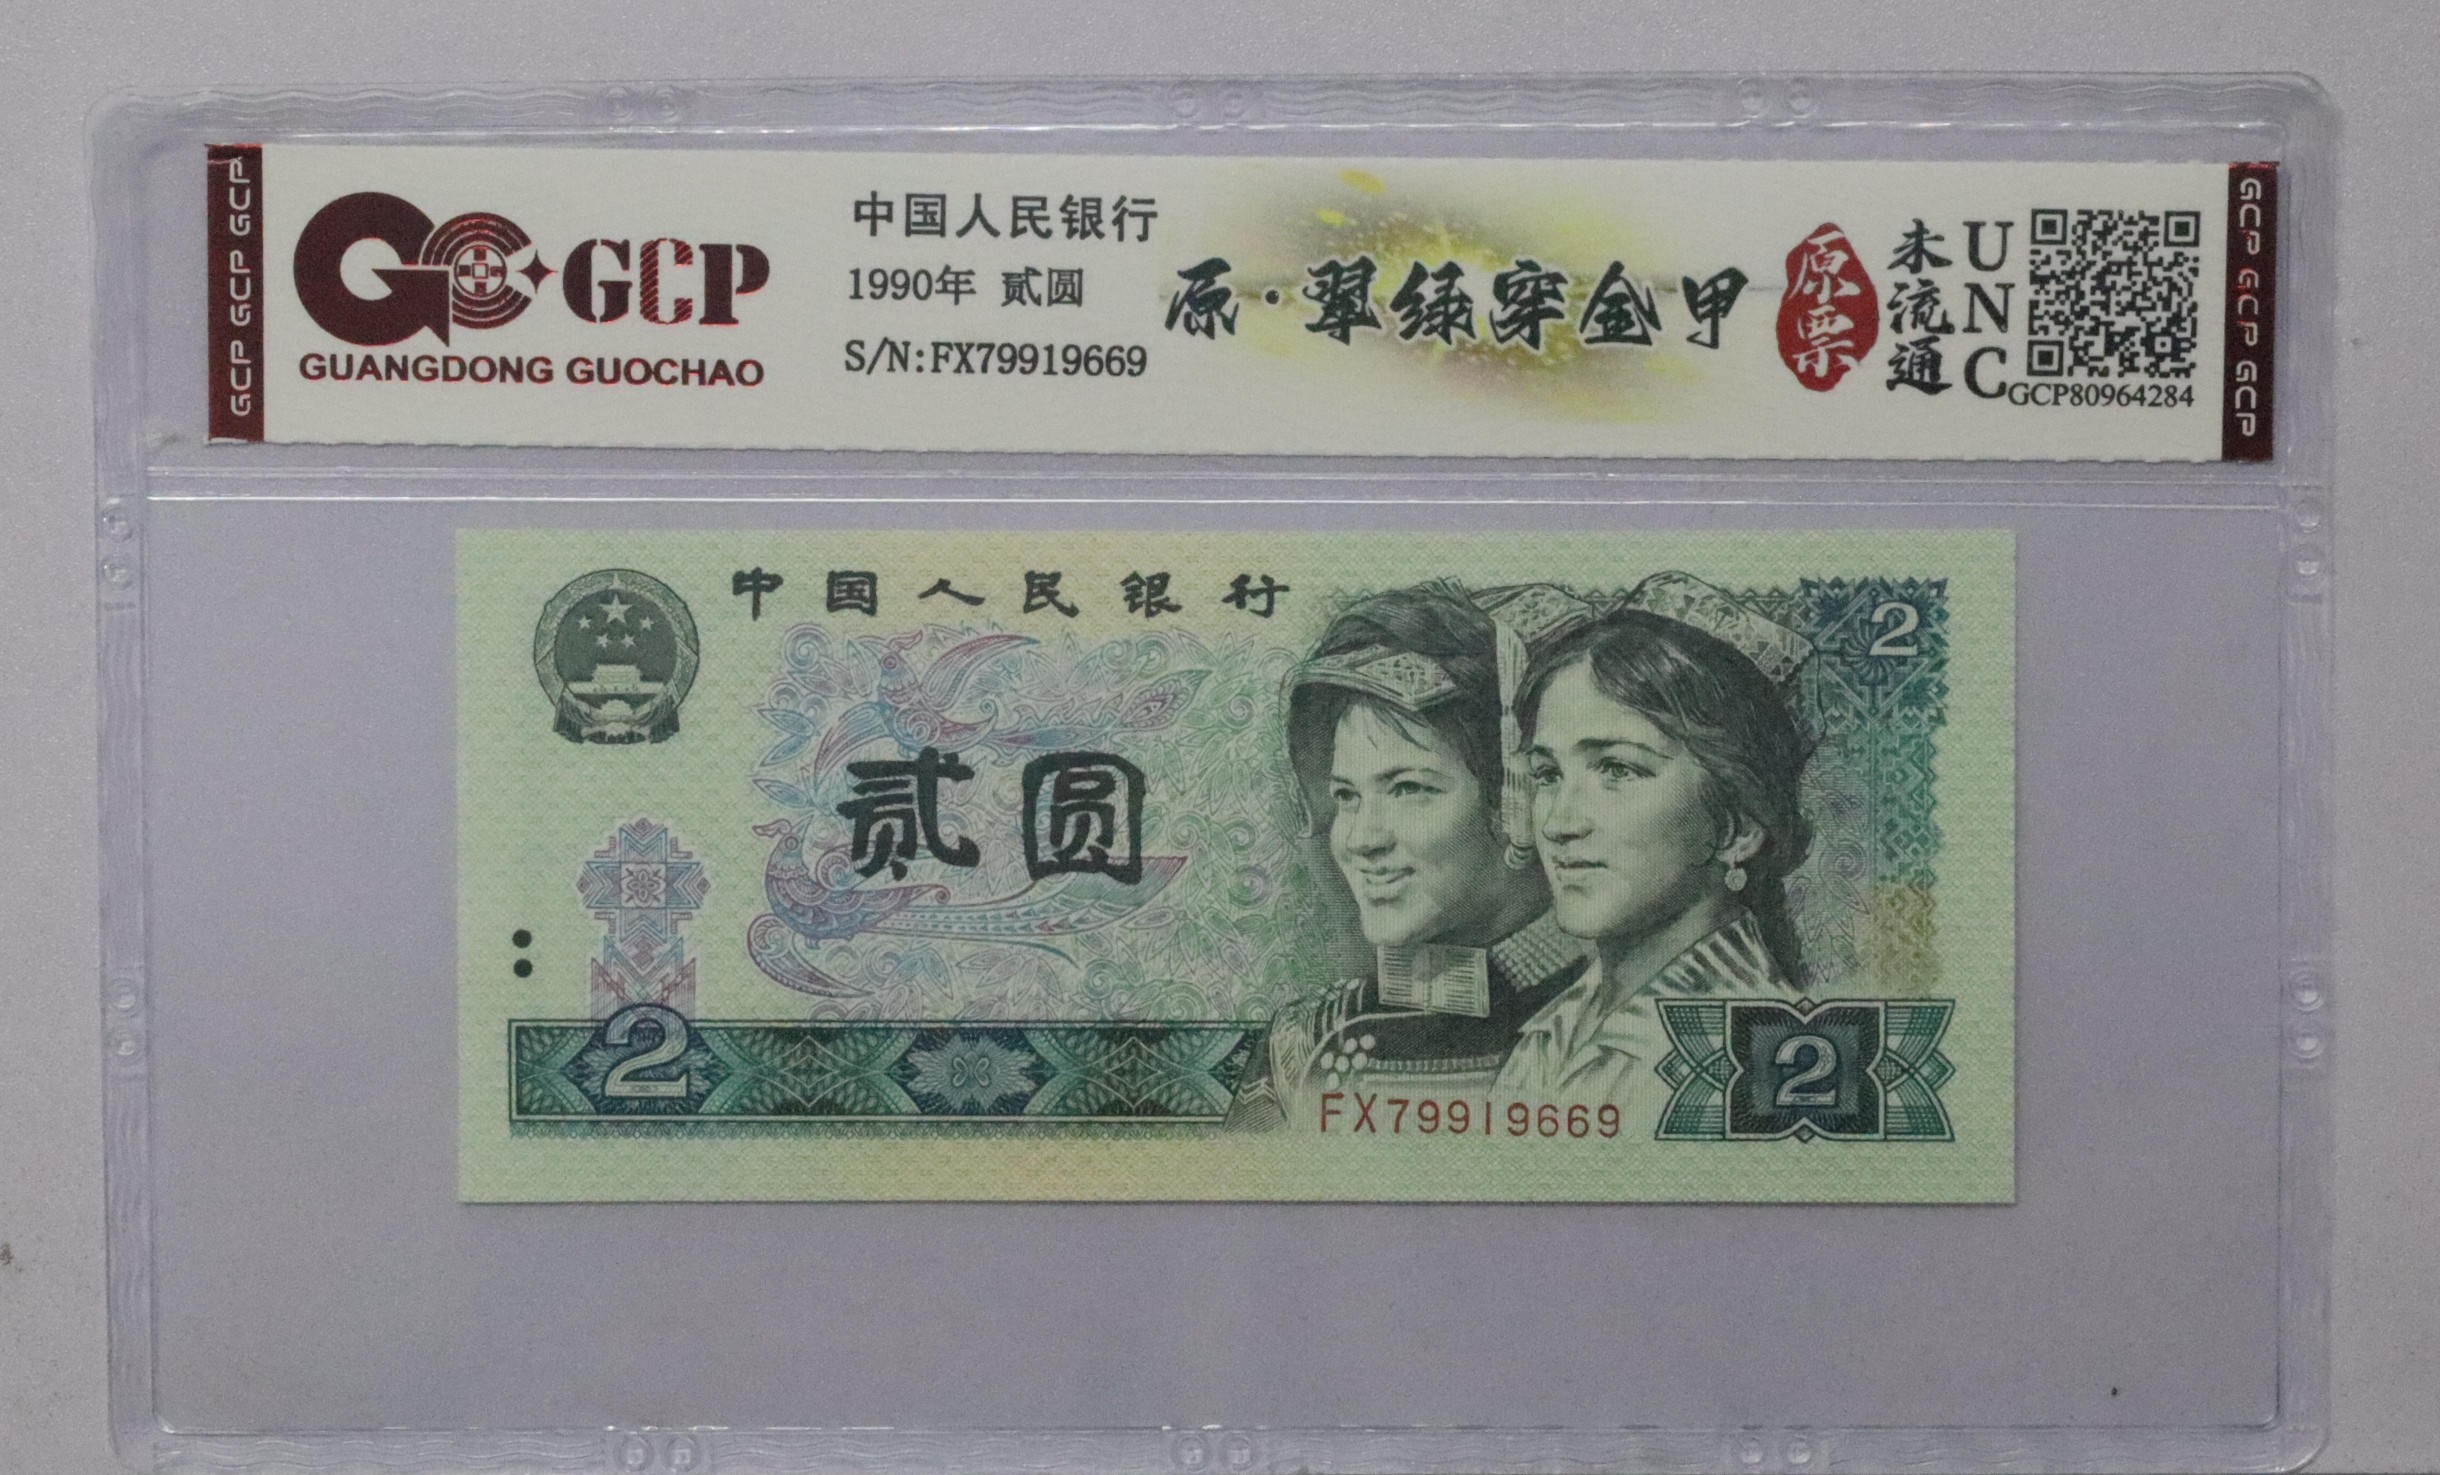 GCP GCP GCP GCP
GCP
GUANGDONG GUOCHAO
中国人民银行
1990年 贰圆
S/N:FX79919669
原·翠绿穿金甲
原票
未流通
UNC
GCP80964284
GCP GCP GCP GCP
中国人民银行
2
贰圆
2
FX79919669
2